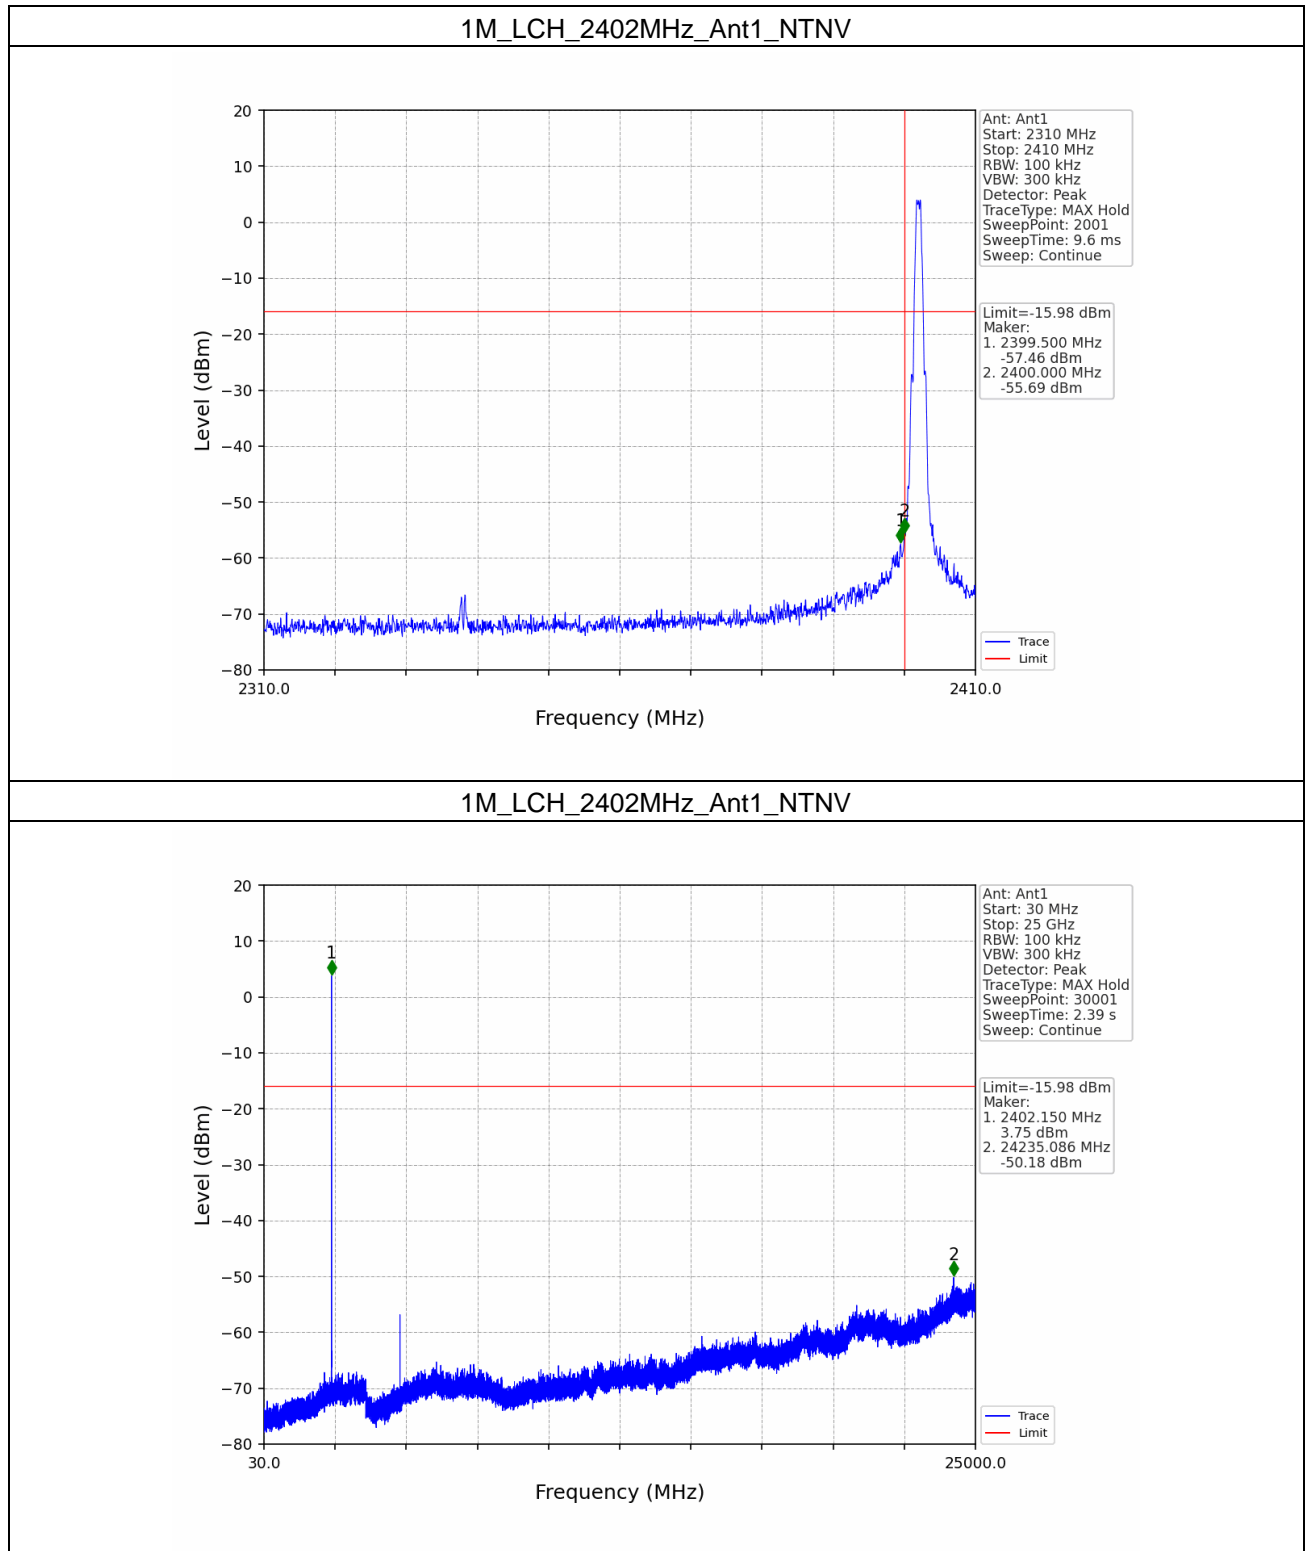 1M_LCH_2402MHz_Ant1_NTNV
20
10
0
−10
−20
−30
−40
−50
−60
−70
−80
Level (dBm)
1
2
2310.0
2410.0
Frequency (MHz)
Ant: Ant1
Start: 2310 MHz
Stop: 2410 MHz
RBW: 100 kHz
VBW: 300 kHz
Detector: Peak
TraceType: MAX Hold
SweepPoint: 2001
SweepTime: 9.6 ms
Sweep: Continue
Limit=-15.98 dBm
Maker:
1. 2399.500 MHz
-57.46 dBm
2. 2400.000 MHz
-55.69 dBm
Trace
Limit
1M_LCH_2402MHz_Ant1_NTNV
20
10
0
−10
−20
−30
−40
−50
−60
−70
−80
Level (dBm)
1
2
30.0
25000.0
Frequency (MHz)
Ant: Ant1
Start: 30 MHz
Stop: 25 GHz
RBW: 100 kHz
VBW: 300 kHz
Detector: Peak
TraceType: MAX Hold
SweepPoint: 30001
SweepTime: 2.39 s
Sweep: Continue
Limit=-15.98 dBm
Maker:
1. 2402.150 MHz
3.75 dBm
2. 24235.086 MHz
-50.18 dBm
Trace
Limit